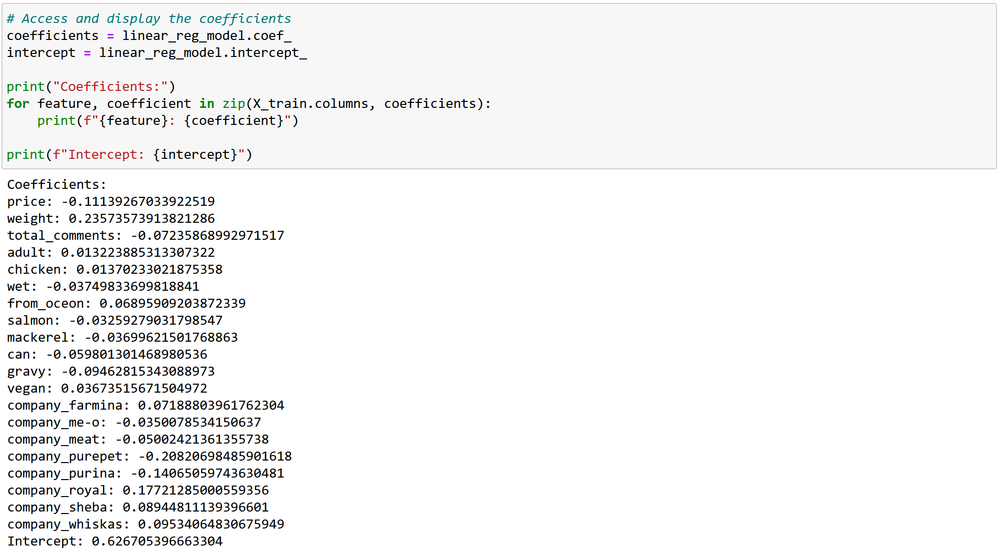 # Access and display the coefficients
coefficients = linear_reg_model.coef_
intercept = linear_reg_model.intercept_
print("Coefficients:")
for feature, coefficient in zip(X_train.columns, coefficients):
    print(f"{feature}: {coefficient}")
print(f"Intercept: {intercept}")
Coefficients:
price: -0.11139267033922519
weight: 0.23573573913821286
total_comments: -0.07235868992971517
adult: 0.013223885313307322
chicken: 0.01370233021875358
wet: -0.03749833699818841
from_oceon: 0.06895909203872339
salmon: -0.03259279031798547
mackerel: -0.03699621501768863
can: -0.059801301468980536
gravy: -0.09462815343088973
vegan: 0.03673515671504972
company_farmina: 0.07188803961762304
company_me-o: -0.0350078534150637
company_meat: -0.05002421361355738
company_purepet: -0.20820698485901618
company_purina: -0.14065059743630481
company_royal: 0.17721285000559356
company_sheba: 0.08944811139396601
company_whiskas: 0.09534064830675949
Intercept: 0.626705396663304